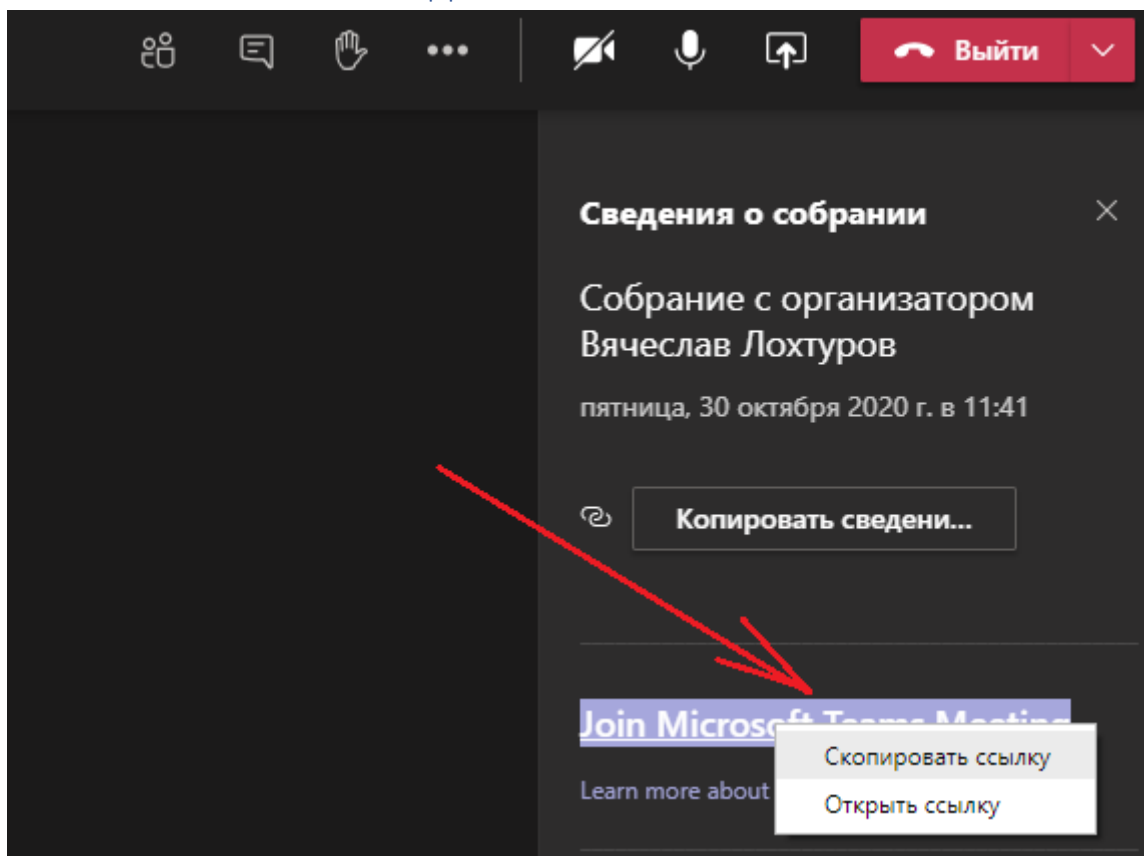 Выйти
Сведения о собрании
Собрание с организатором
Вячеслав Лохтуров
пятница, 30 октября 2020 г. в 11:41
Копировать сведени...
Join Microsoft Teams Meeting
Скопировать ссылку
Learn more about
Открыть ссылку